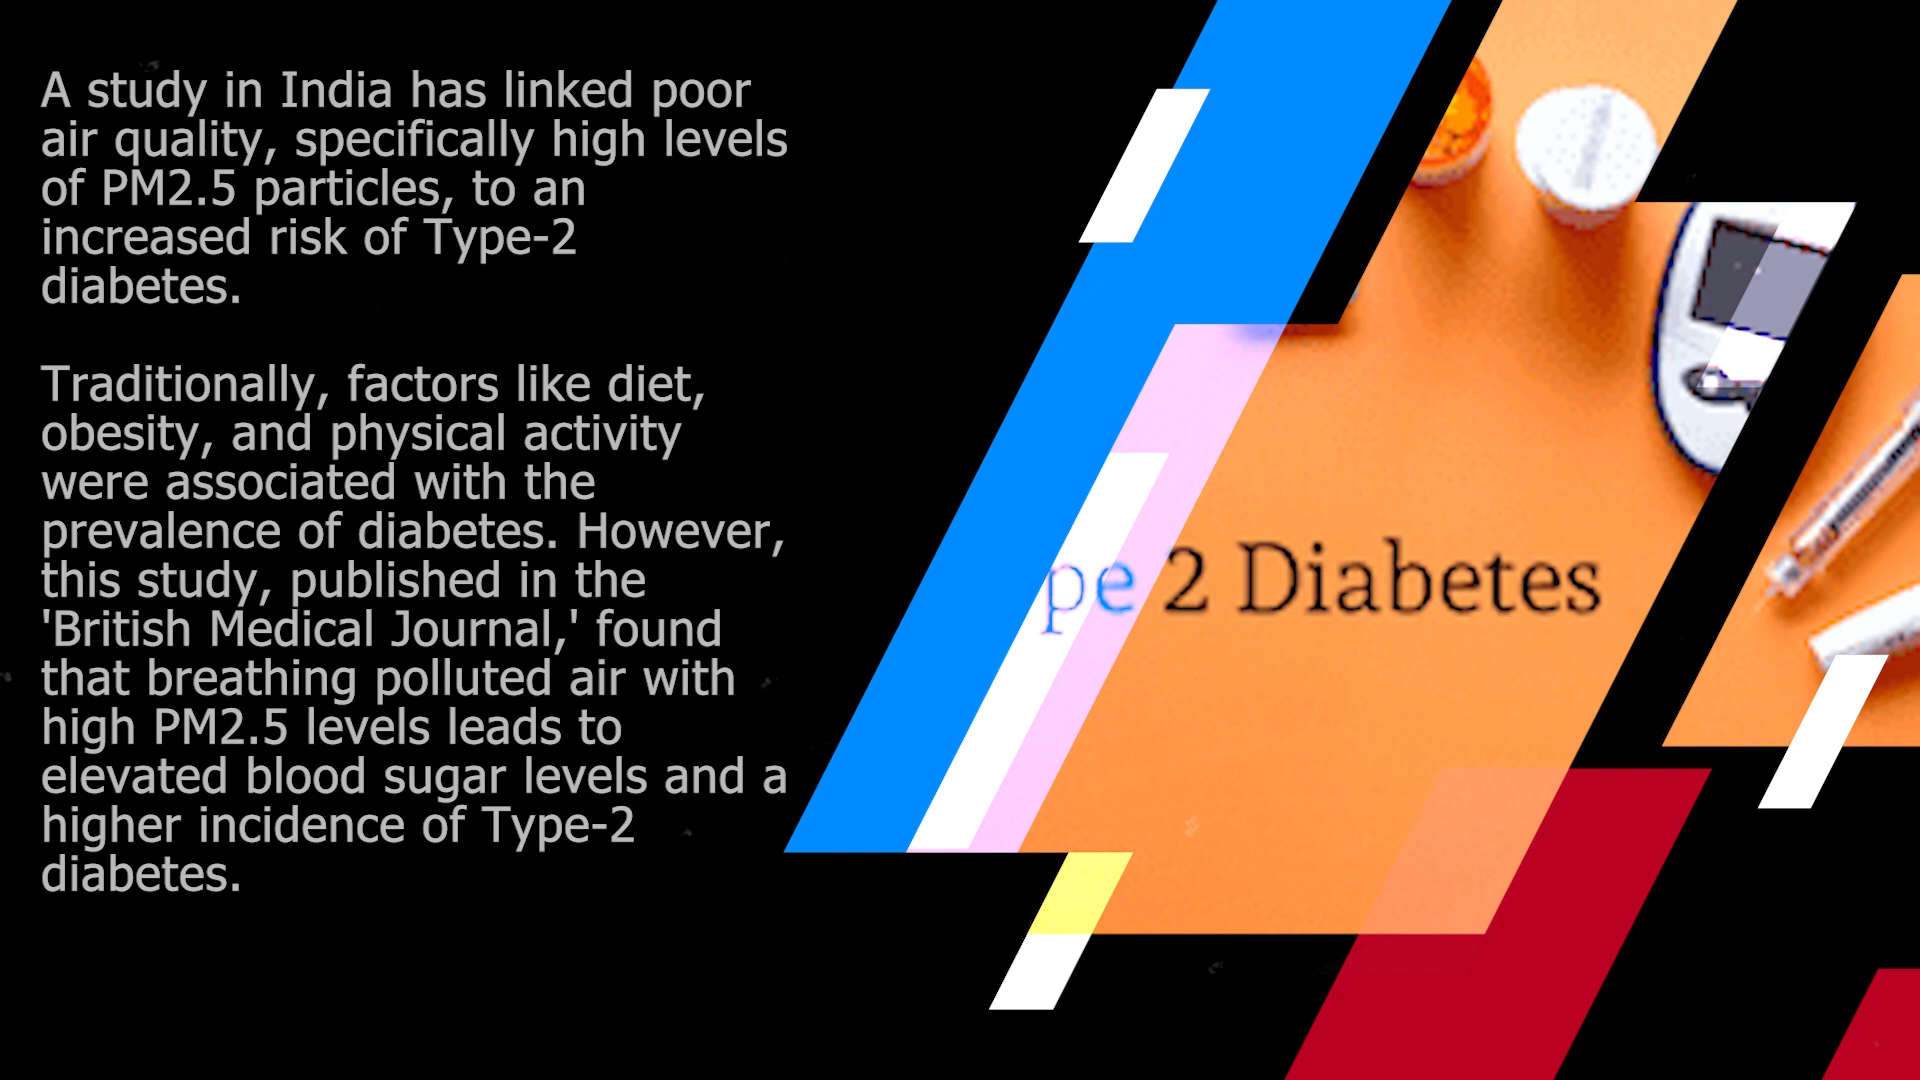 A study in India has linked poor
air quality, specifically high levels
of PM2.5 particles, to an
increased risk of Type-2
diabetes.
Traditionally, factors like diet,
obesity, and physical activity
were associated with the
prevalence of diabetes. However,
this study, published in the
'British Medical Journal,' found
that breathing polluted air with
high PM2.5 levels leads to
elevated blood sugar levels and a
higher incidence of Type-2
diabetes.
pe 2 Diabetes